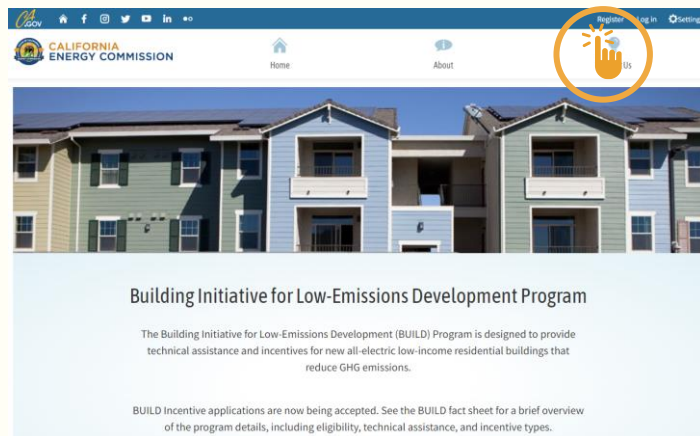 CA.GOV
Register Log in Settings
CALIFORNIA
ENERGY COMMISSION
Home
About
Us
Building Initiative for Low-Emissions Development Program
The Building Initiative for Low-Emissions Development (BUILD) Program is designed to provide
technical assistance and incentives for new all-electric low-income residential buildings that
reduce GHG emissions.
BUILD Incentive applications are now being accepted. See the BUILD fact sheet for a brief overview
of the program details, including eligibility, technical assistance, and incentive types.